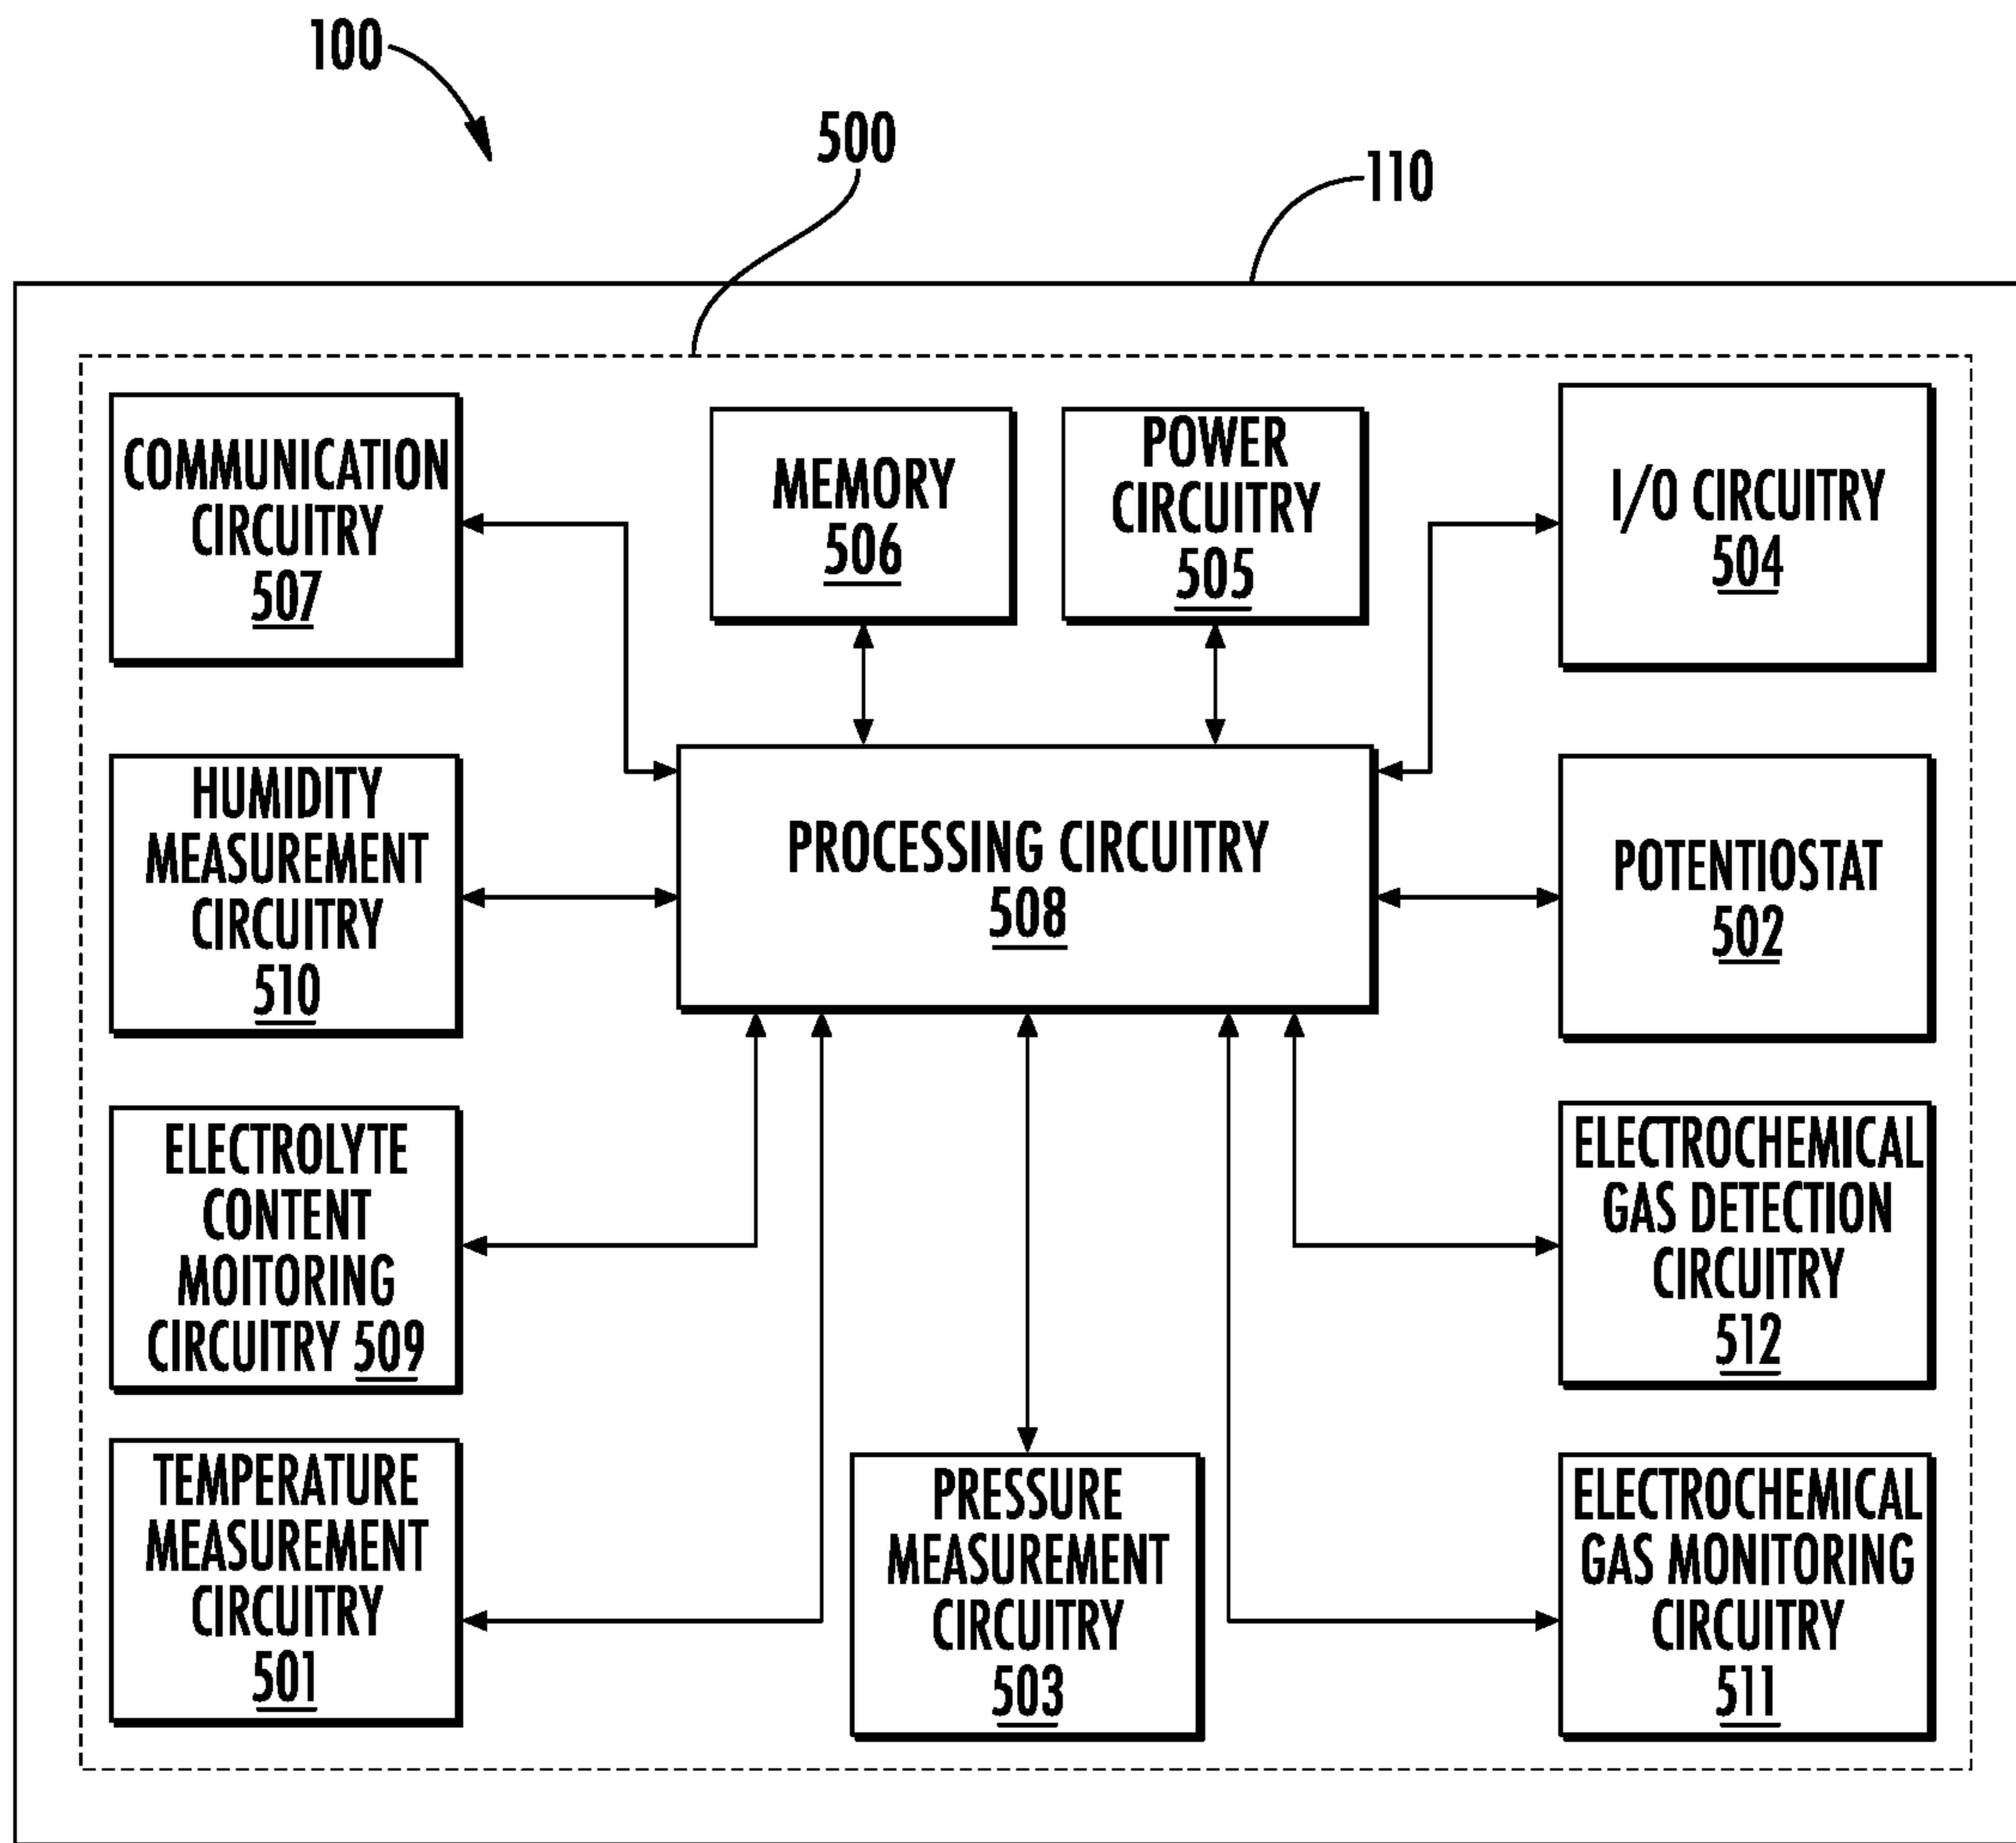 100
500
110
COMMUNICATION
CIRCUITRY
507
MEMORY
506
POWER
CIRCUITRY
505
I/O CIRCUITRY
504
HUMIDITY
MEASUREMENT
CIRCUITRY
510
PROCESSING CIRCUITRY
508
POTENTIOSTAT
502
ELECTROLYTE
CONTENT
MOITORING
CIRCUITRY 509
ELECTROCHEMICAL
GAS DETECTION
CIRCUITRY
512
TEMPERATURE
MEASUREMENT
CIRCUITRY
501
PRESSURE
MEASUREMENT
CIRCUITRY
503
ELECTROCHEMICAL
GAS MONITORING
CIRCUITRY
511